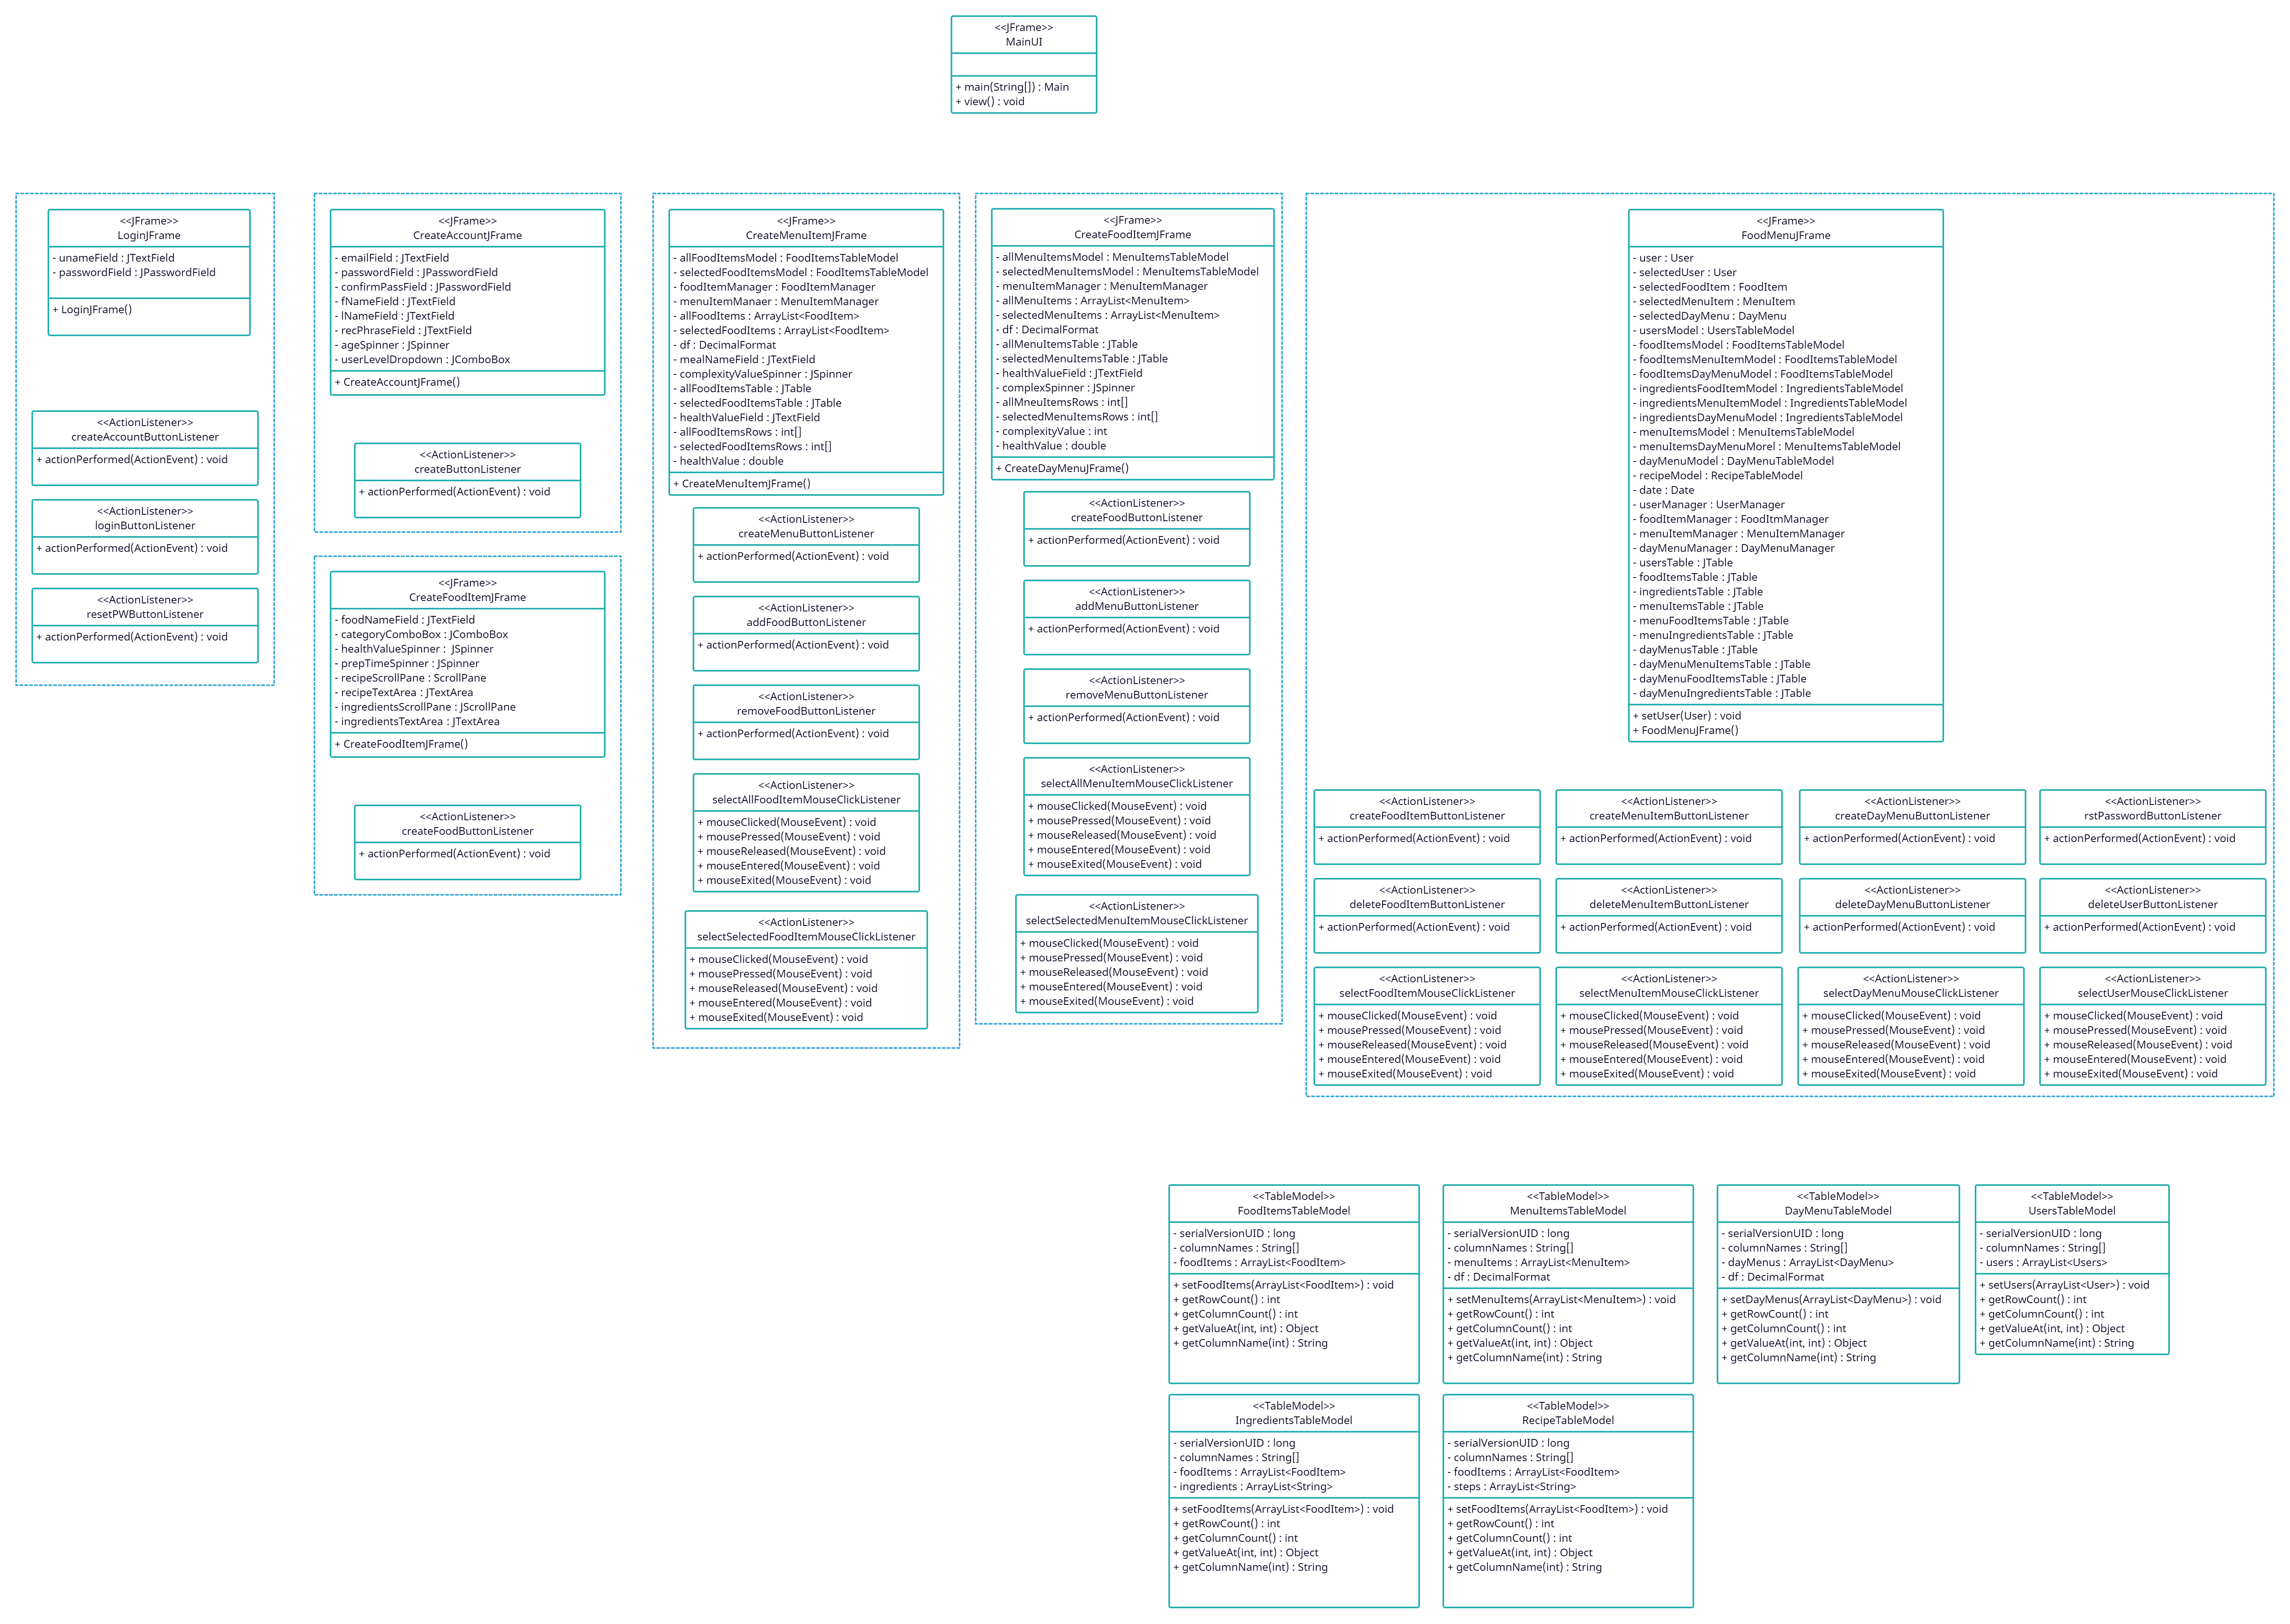 <<JFrame>>
MainUI
+ main(String[]) : Main
+ view() : void
<<JFrame>>
LoginJFrame
- unameField : JTextField
- passwordField : JPasswordField
+ LoginJFrame()
<<ActionListener>>
createAccountButtonListener
+ actionPerformed(ActionEvent) : void
<<ActionListener>>
loginButtonListener
+ actionPerformed(ActionEvent) : void
<<ActionListener>>
resetPWButtonListener
+ actionPerformed(ActionEvent) : void
<<JFrame>>
CreateAccountJFrame
- emailField : JTextField
- passwordField : JPasswordField
- confirmPassField : JPasswordField
- fNameField : JTextField
- lNameField : JTextField
- recPhraseField : JTextField
- ageSpinner : JSpinner
- userLevelDropdown : JComboBox
+ CreateAccountJFrame()
<<ActionListener>>
createButtonListener
+ actionPerformed(ActionEvent) : void
<<JFrame>>
CreateFoodItemJFrame
- foodNameField : JTextField
- categoryComboBox : JComboBox
- healthValueSpinner :  JSpinner
- prepTimeSpinner : JSpinner
- recipeScrollPane : ScrollPane
- recipeTextArea : JTextArea
- ingredientsScrollPane : JScrollPane
- ingredientsTextArea : JTextArea
+ CreateFoodItemJFrame()
<<ActionListener>>
createFoodButtonListener
+ actionPerformed(ActionEvent) : void
<<JFrame>>
CreateMenuItemJFrame
- allFoodItemsModel : FoodItemsTableModel
- selectedFoodItemsModel : FoodItemsTableModel
- foodItemManager : FoodItemManager
- menuItemManaer : MenuItemManager
- allFoodItems : ArrayList<FoodItem>
- selectedFoodItems : ArrayList<FoodItem>
- df : DecimalFormat
- mealNameField : JTextField
- complexityValueSpinner : JSpinner
- allFoodItemsTable : JTable
- selectedFoodItemsTable : JTable
- healthValueField : JTextField
- allFoodItemsRows : int[]
- selectedFoodItemsRows : int[]
- healthValue : double
+ CreateMenuItemJFrame()
<<ActionListener>>
createMenuButtonListener
+ actionPerformed(ActionEvent) : void
<<ActionListener>>
addFoodButtonListener
+ actionPerformed(ActionEvent) : void
<<ActionListener>>
removeFoodButtonListener
+ actionPerformed(ActionEvent) : void
<<ActionListener>>
selectAllFoodItemMouseClickListener
+ mouseClicked(MouseEvent) : void
+ mousePressed(MouseEvent) : void
+ mouseReleased(MouseEvent) : void
+ mouseEntered(MouseEvent) : void
+ mouseExited(MouseEvent) : void
<<ActionListener>>
selectSelectedFoodItemMouseClickListener
+ mouseClicked(MouseEvent) : void
+ mousePressed(MouseEvent) : void
+ mouseReleased(MouseEvent) : void
+ mouseEntered(MouseEvent) : void
+ mouseExited(MouseEvent) : void
<<JFrame>>
CreateFoodItemJFrame
- allMenuItemsModel : MenuItemsTableModel
- selectedMenuItemsModel : MenuItemsTableModel
- menuItemManager : MenuItemManager
- allMenuItems : ArrayList<MenuItem>
- selectedMenuItems : ArrayList<MenuItem>
- df : DecimalFormat
- allMenuItemsTable : JTable
- selectedMenuItemsTable : JTable
- healthValueField : JTextField
- complexSpinner : JSpinner
- allMneuItemsRows : int[]
- selectedMenuItemsRows : int[]
- complexityValue : int
- healthValue : double
+ CreateDayMenuJFrame()
<<ActionListener>>
createFoodButtonListener
+ actionPerformed(ActionEvent) : void
<<ActionListener>>
addMenuButtonListener
+ actionPerformed(ActionEvent) : void
<<ActionListener>>
removeMenuButtonListener
+ actionPerformed(ActionEvent) : void
<<ActionListener>>
selectAllMenuItemMouseClickListener
+ mouseClicked(MouseEvent) : void
+ mousePressed(MouseEvent) : void
+ mouseReleased(MouseEvent) : void
+ mouseEntered(MouseEvent) : void
+ mouseExited(MouseEvent) : void
<<ActionListener>>
selectSelectedMenuItemMouseClickListener
+ mouseClicked(MouseEvent) : void
+ mousePressed(MouseEvent) : void
+ mouseReleased(MouseEvent) : void
+ mouseEntered(MouseEvent) : void
+ mouseExited(MouseEvent) : void
<<JFrame>>
FoodMenuJFrame
- user : User
- selectedUser : User
- selectedFoodItem : FoodItem
- selectedMenuItem : MenuItem
- selectedDayMenu : DayMenu
- usersModel : UsersTableModel
- foodItemsModel : FoodItemsTableModel
- foodItemsMenuItemModel : FoodItemsTableModel
- foodItemsDayMenuModel : FoodItemsTableModel
- ingredientsFoodItemModel : IngredientsTableModel
- ingredientsMenuItemModel : IngredientsTableModel
- ingredientsDayMenuModel : IngredientsTableModel
- menuItemsModel : MenuItemsTableModel
- menuItemsDayMenuMorel : MenuItemsTableModel
- dayMenuModel : DayMenuTableModel
- recipeModel : RecipeTableModel
- date : Date
- userManager : UserManager
- foodItemManager : FoodItmManager
- menuItemManager : MenuItemManager
- dayMenuManager : DayMenuManager
- usersTable : JTable
- foodItemsTable : JTable
- ingredientsTable : JTable
- menuItemsTable : JTable
- menuFoodItemsTable : JTable
- menuIngredientsTable : JTable
- dayMenusTable : JTable
- dayMenuMenuItemsTable : JTable
- dayMenuFoodItemsTable : JTable
- dayMenuIngredientsTable : JTable
+ setUser(User) : void
+ FoodMenuJFrame()
<<ActionListener>>
createFoodItemButtonListener
+ actionPerformed(ActionEvent) : void
<<ActionListener>>
createMenuItemButtonListener
+ actionPerformed(ActionEvent) : void
<<ActionListener>>
createDayMenuButtonListener
+ actionPerformed(ActionEvent) : void
<<ActionListener>>
rstPasswordButtonListener
+ actionPerformed(ActionEvent) : void
<<ActionListener>>
deleteFoodItemButtonListener
+ actionPerformed(ActionEvent) : void
<<ActionListener>>
deleteMenuItemButtonListener
+ actionPerformed(ActionEvent) : void
<<ActionListener>>
deleteDayMenuButtonListener
+ actionPerformed(ActionEvent) : void
<<ActionListener>>
deleteUserButtonListener
+ actionPerformed(ActionEvent) : void
<<ActionListener>>
selectFoodItemMouseClickListener
+ mouseClicked(MouseEvent) : void
+ mousePressed(MouseEvent) : void
+ mouseReleased(MouseEvent) : void
+ mouseEntered(MouseEvent) : void
+ mouseExited(MouseEvent) : void
<<ActionListener>>
selectMenuItemMouseClickListener
+ mouseClicked(MouseEvent) : void
+ mousePressed(MouseEvent) : void
+ mouseReleased(MouseEvent) : void
+ mouseEntered(MouseEvent) : void
+ mouseExited(MouseEvent) : void
<<ActionListener>>
selectDayMenuMouseClickListener
+ mouseClicked(MouseEvent) : void
+ mousePressed(MouseEvent) : void
+ mouseReleased(MouseEvent) : void
+ mouseEntered(MouseEvent) : void
+ mouseExited(MouseEvent) : void
<<ActionListener>>
selectUserMouseClickListener
+ mouseClicked(MouseEvent) : void
+ mousePressed(MouseEvent) : void
+ mouseReleased(MouseEvent) : void
+ mouseEntered(MouseEvent) : void
+ mouseExited(MouseEvent) : void
<<TableModel>>
FoodItemsTableModel
- serialVersionUID : long
- columnNames : String[]
- foodItems : ArrayList<FoodItem>
+ setFoodItems(ArrayList<FoodItem>) : void
+ getRowCount() : int
+ getColumnCount() : int
+ getValueAt(int, int) : Object
+ getColumnName(int) : String
<<TableModel>>
MenuItemsTableModel
- serialVersionUID : long
- columnNames : String[]
- menuItems : ArrayList<MenuItem>
- df : DecimalFormat
+ setMenuItems(ArrayList<MenuItem>) : void
+ getRowCount() : int
+ getColumnCount() : int
+ getValueAt(int, int) : Object
+ getColumnName(int) : String
<<TableModel>>
DayMenuTableModel
- serialVersionUID : long
- columnNames : String[]
- dayMenus : ArrayList<DayMenu>
- df : DecimalFormat
+ setDayMenus(ArrayList<DayMenu>) : void
+ getRowCount() : int
+ getColumnCount() : int
+ getValueAt(int, int) : Object
+ getColumnName(int) : String
<<TableModel>>
UsersTableModel
- serialVersionUID : long
- columnNames : String[]
- users : ArrayList<Users>
+ setUsers(ArrayList<User>) : void
+ getRowCount() : int
+ getColumnCount() : int
+ getValueAt(int, int) : Object
+ getColumnName(int) : String
<<TableModel>>
IngredientsTableModel
- serialVersionUID : long
- columnNames : String[]
- foodItems : ArrayList<FoodItem>
- ingredients : ArrayList<String>
+ setFoodItems(ArrayList<FoodItem>) : void
+ getRowCount() : int
+ getColumnCount() : int
+ getValueAt(int, int) : Object
+ getColumnName(int) : String
<<TableModel>>
RecipeTableModel
- serialVersionUID : long
- columnNames : String[]
- foodItems : ArrayList<FoodItem>
- steps : ArrayList<String>
+ setFoodItems(ArrayList<FoodItem>) : void
+ getRowCount() : int
+ getColumnCount() : int
+ getValueAt(int, int) : Object
+ getColumnName(int) : String